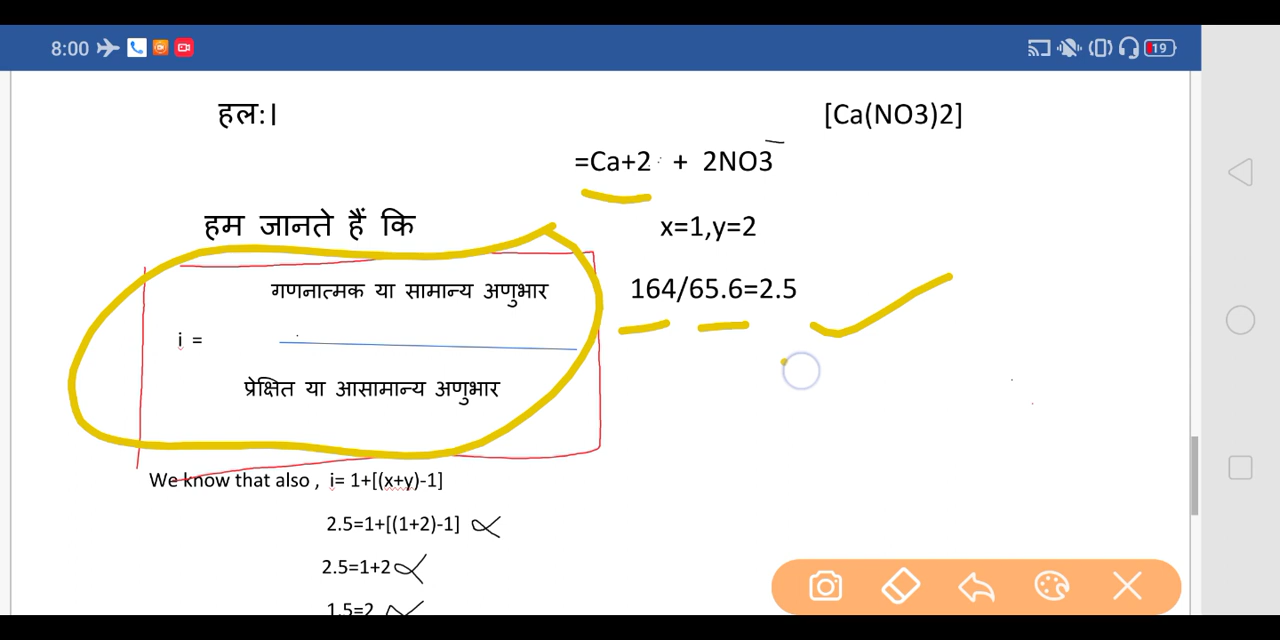 8:00 19
हल:। [Ca(NO3)2]
=Ca+2 + 2NO3¯
हम जानते हैं कि x=1,y=2
गणनात्मक या सामान्य अणुभार 164/65.6=2.5
i =
प्रेक्षित या आसामान्य अणुभार
We know that also , i= 1+[(x+y)-1]
2.5=1+[(1+2)-1] α
2.5=1+2 α
1.5=2 α